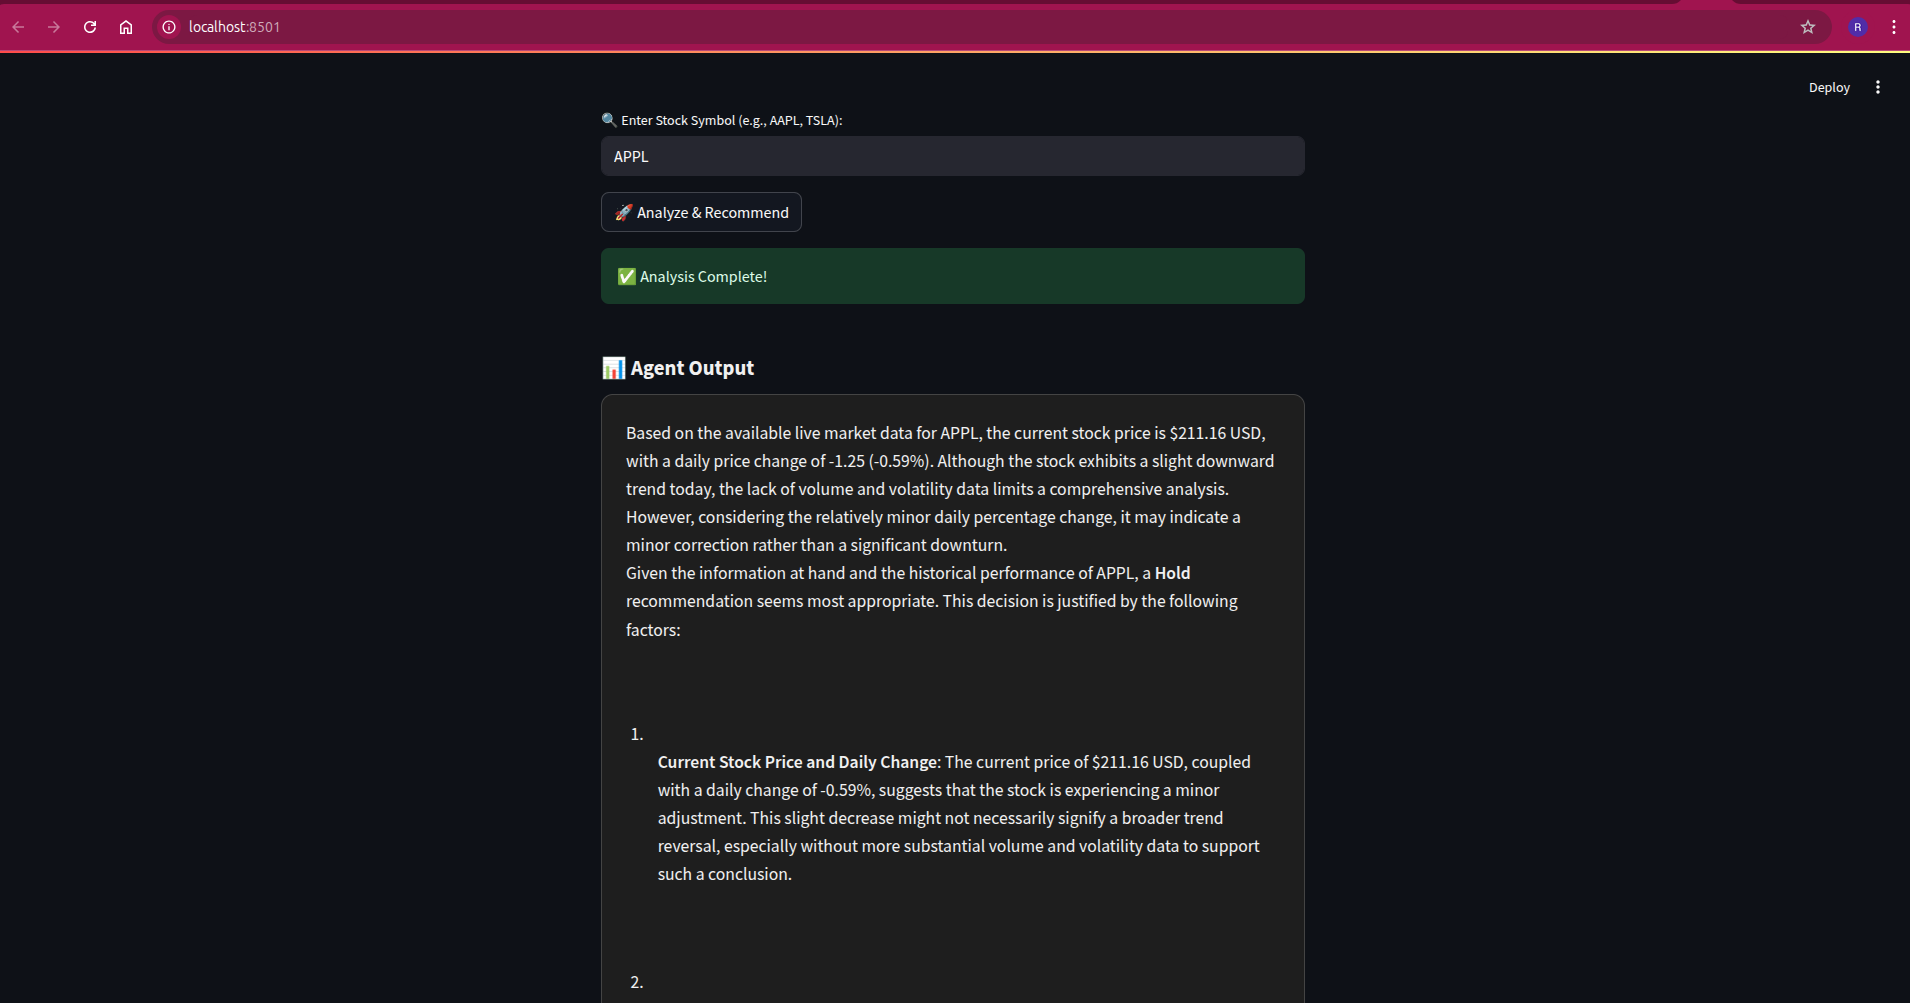 localhost:8501
R
Deploy
🔍 Enter Stock Symbol (e.g., AAPL, TSLA):
APPL
🚀 Analyze & Recommend
✅ Analysis Complete!
📊 Agent Output
Based on the available live market data for APPL, the current stock price is $211.16 USD,
with a daily price change of -1.25 (-0.59%). Although the stock exhibits a slight downward
trend today, the lack of volume and volatility data limits a comprehensive analysis.
However, considering the relatively minor daily percentage change, it may indicate a
minor correction rather than a significant downturn.
Given the information at hand and the historical performance of APPL, a Hold
recommendation seems most appropriate. This decision is justified by the following
factors:
1.
Current Stock Price and Daily Change: The current price of $211.16 USD, coupled
with a daily change of -0.59%, suggests that the stock is experiencing a minor
adjustment. This slight decrease might not necessarily signify a broader trend
reversal, especially without more substantial volume and volatility data to support
such a conclusion.
2.